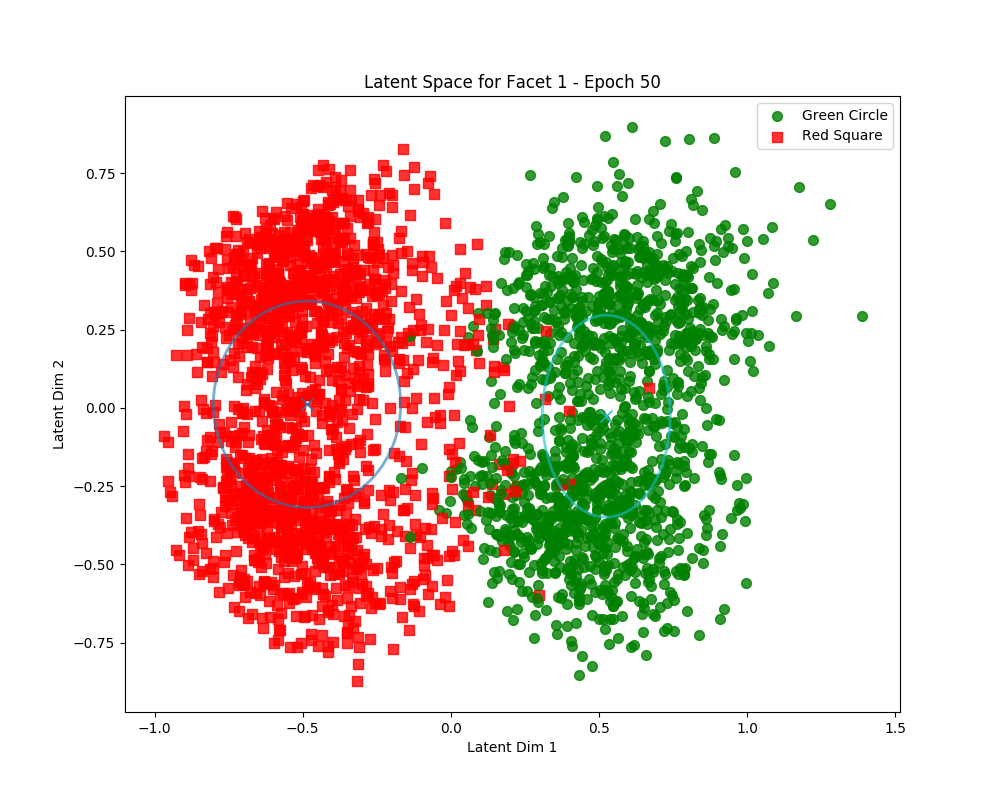 Latent Space for Facet 1 - Epoch 50
Green Circle
Red Square
Latent Dim 2
0.75
0.50
0.25
0.00
−0.25
−0.50
−0.75
−1.0
−0.5
0.0
0.5
1.0
1.5
Latent Dim 1